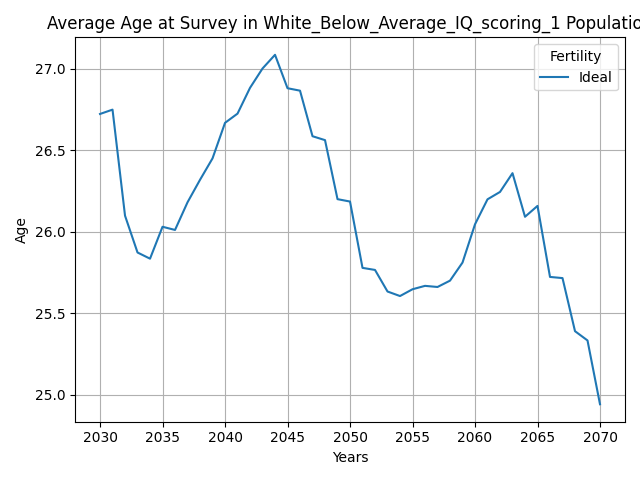 Average Age at Survey in White_Below_Average_IQ_scoring_1 Populatio
Fertility
Ideal
27.0
26.5
26.0
25.5
25.0
Age
2030 2035 2040 2045 2050 2055 2060 2065 2070
Years